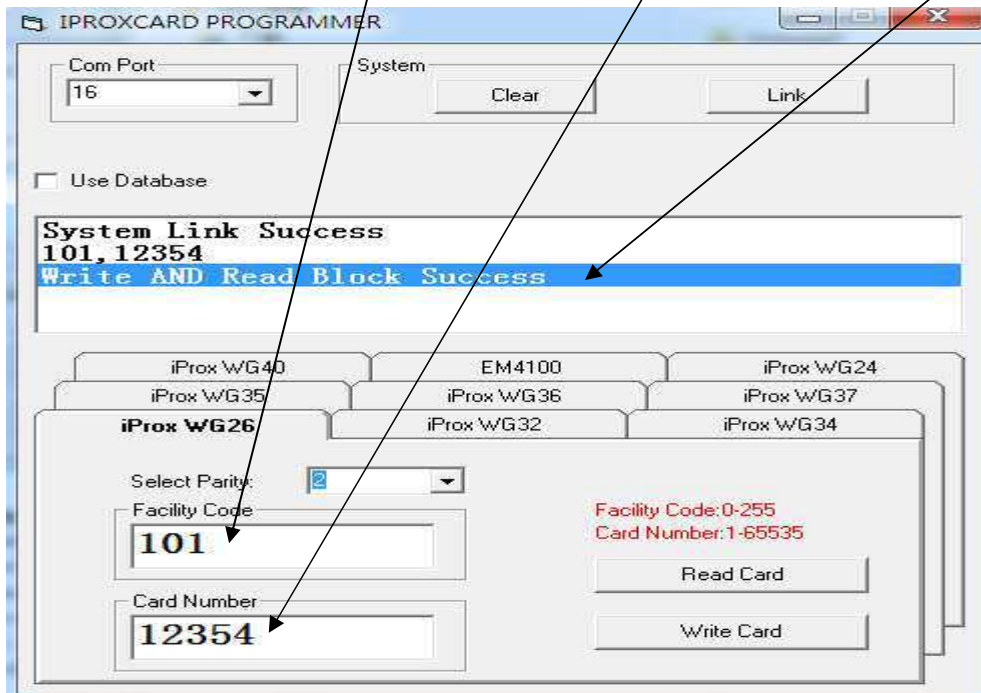 IPROXCARD PROGRAMMER
Com Port
System
16
Clear
Link
Use Database
System Link Success
101,12354
Write AND Read Block Success
iProx WG40
EM4100
iProx WG24
iProx WG35
iProx WG36
iProx WG37
iProx WG26
iProx WG32
iProx WG34
Select Parity:
2
Facility Code
101
Facility Code:0-255
Card Number:1-65535
Read Card
Card Number
12354
Write Card